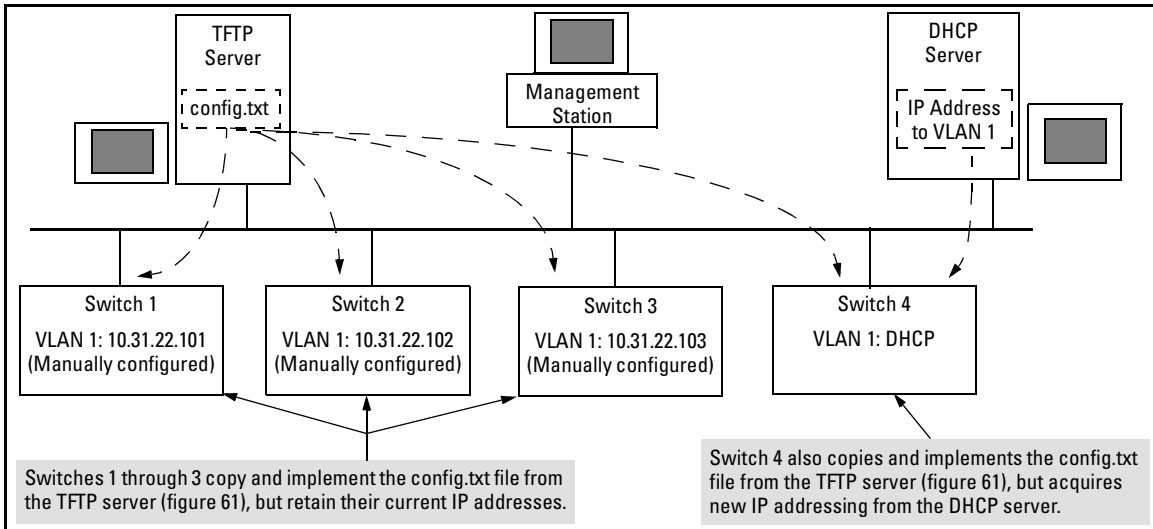 TFTP
Server
config.txt
Management
Station
DHCP
Server
IP Address
to VLAN 1
Switch 1
VLAN 1: 10.31.22.101
(Manually configured)
Switch 2
VLAN 1: 10.31.22.102
(Manually configured)
Switch 3
VLAN 1: 10.31.22.103
(Manually configured)
Switch 4
VLAN 1: DHCP
Switches 1 through 3 copy and implement the config.txt file from
the TFTP server (figure 61), but retain their current IP addresses.
Switch 4 also copies and implements the config.txt
file from the TFTP server (figure 61), but acquires
new IP addressing from the DHCP server.